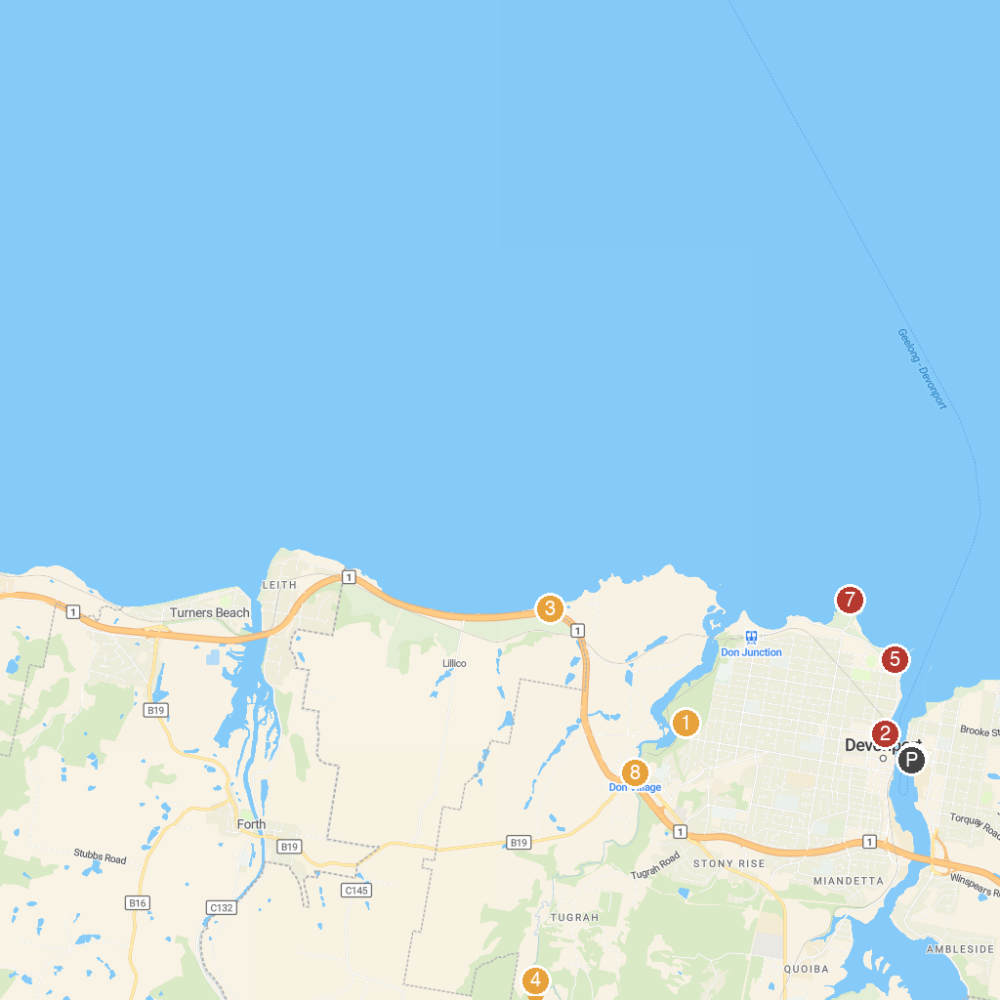 Geelong - Devonport
LEITH
1
Turners Beach
1
3
1
7
Lillico
Don Junction
5
B19
1
2
Brooke St
Devonport
P
8
Don Village
Forth
B19
B19
1
1
Torquay Road
Stubbs Road
C145
Tugrah Road
STONY RISE
MIANDETTA
Winspears R
B16
C132
TUGRAH
AMBLESIDE
QUOIBA
4